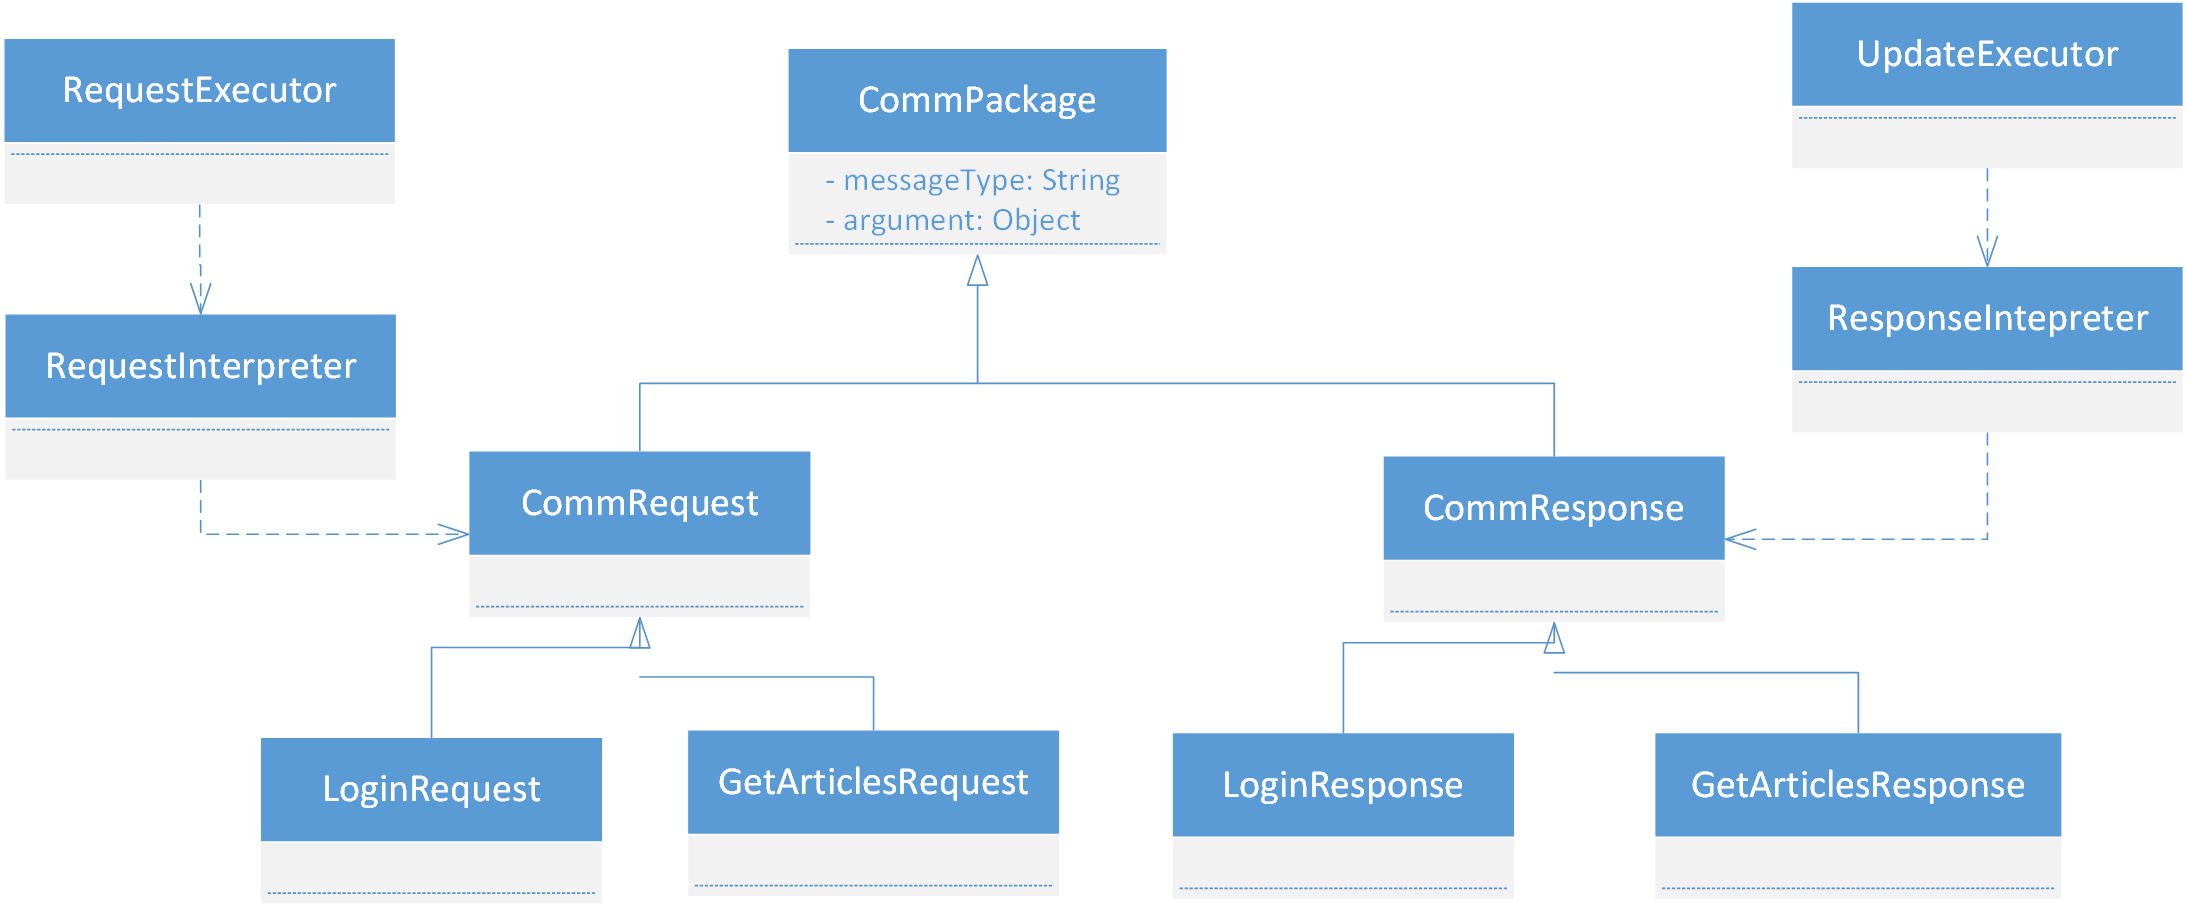 RequestExecutor
CommPackage
- messageType: String
- argument: Object
UpdateExecutor
RequestInterpreter
ResponseIntepreter
CommRequest
CommResponse
LoginRequest
GetArticlesRequest
LoginResponse
GetArticlesResponse